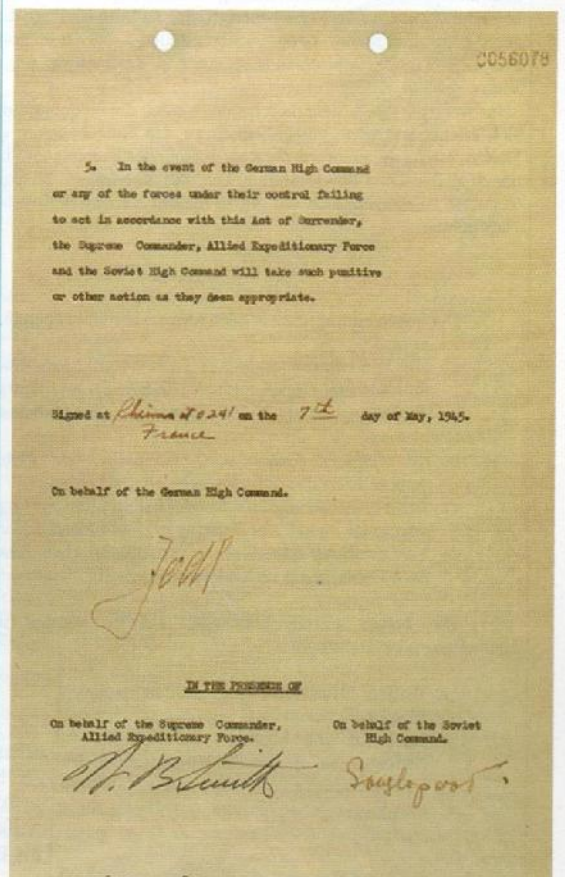 C056078
5. In the event of the German High Command
or any of the forces under their control failing
to act in accordance with this Act of Surrender,
the Supreme Commander, Allied Expeditionary Force
and the Soviet High Command will take such punitive
or other action as they deem appropriate.
Signed at Rheims at 0241 on the 7th day of May, 1945.
France
On behalf of the German High Command.
Jodl
IN THE PRESENCE OF
On behalf of the Supreme Commander,
Allied Expeditionary Force.
On behalf of the Soviet
High Command.
W. B. Smith